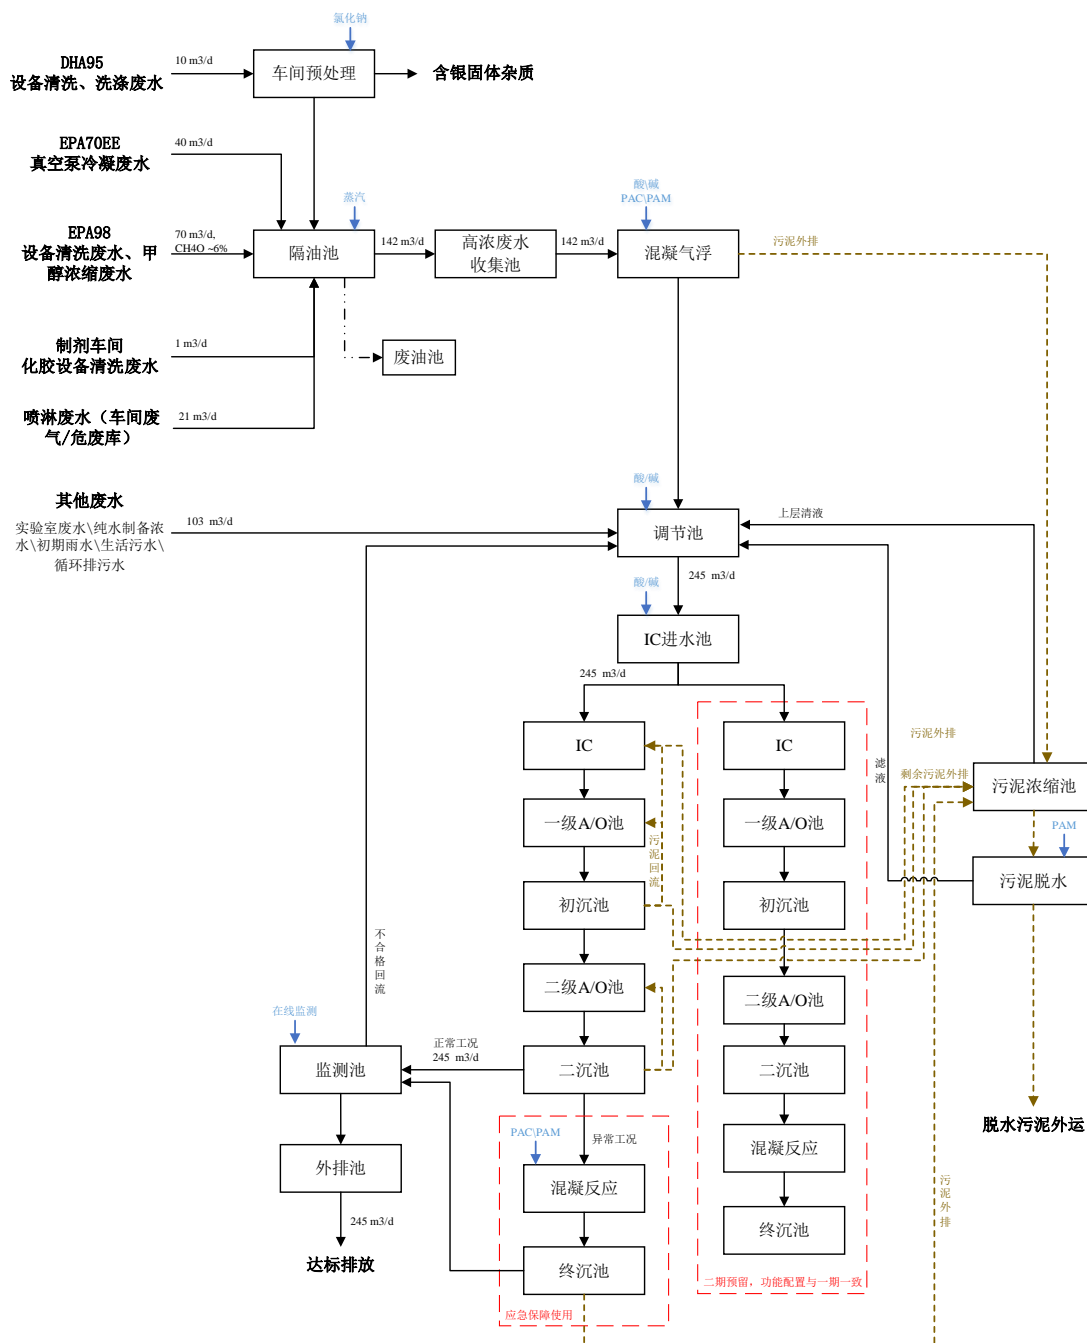 氯化钠
DHA95
设备清洗、洗涤废水
10 m3/d
车间预处理
含银固体杂质
EPA70EE
真空泵冷凝废水
40 m3/d
蒸汽
酸\碱
PAC\PAM
EPA98
设备清洗废水、甲
醇浓缩废水
70 m3/d,
CH4O ~6%
隔油池
142 m3/d
高浓废水
收集池
142 m3/d
混凝气浮
污泥外排
制剂车间
化胶设备清洗废水
1 m3/d
废油池
喷淋废水（车间废
气/危废库）
21 m3/d
其他废水
实验室废水\纯水制备浓
水\初期雨水\生活污水\
循环排污水
103 m3/d
酸/碱
调节池
上层清液
245 m3/d
酸/碱
IC进水池
245 m3/d
IC
IC
污泥外排
滤液
剩余污泥外排
污泥浓缩池
一级A/O池
一级A/O池
PAM
污泥回流
污泥脱水
初沉池
初沉池
不合格回流
二级A/O池
二级A/O池
在线监测
监测池
正常工况
245 m3/d
二沉池
二沉池
脱水污泥外运
异常工况
PAC\PAM
外排池
混凝反应
混凝反应
污泥外排
245 m3/d
达标排放
终沉池
终沉池
应急保障使用
二期预留，功能配置与一期一致